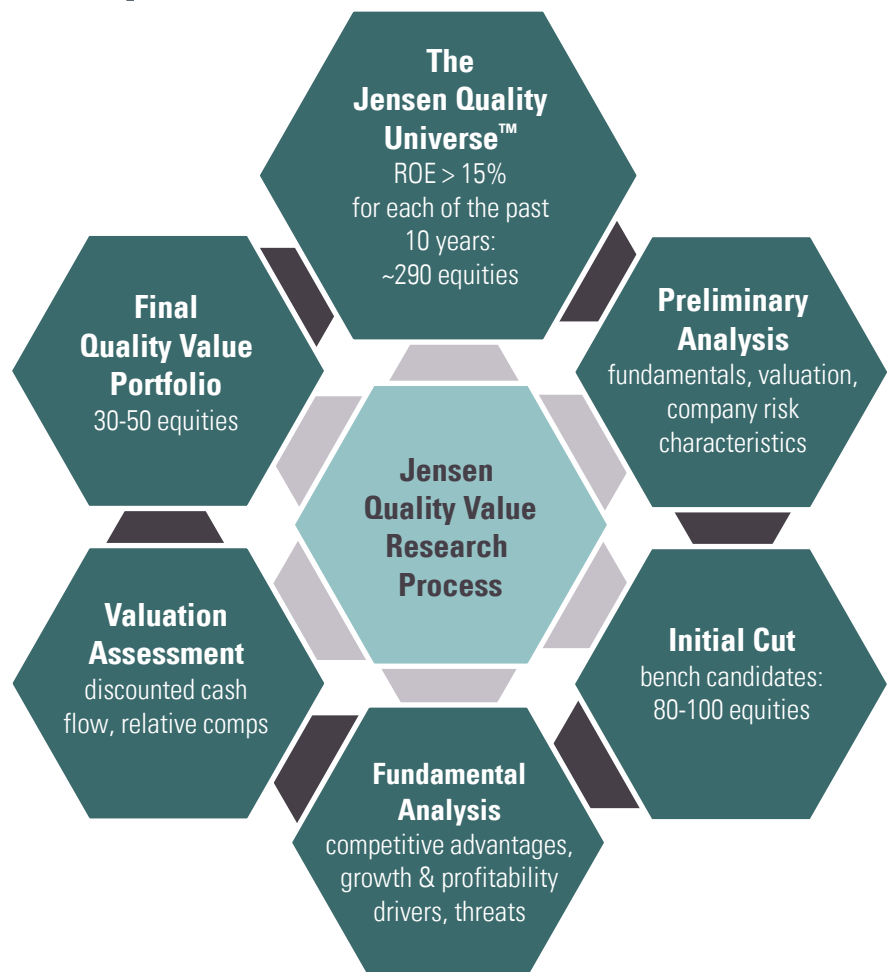 The
Jensen Quality
Universe™
ROE > 15%
for each of the past
10 years:
~290 equities
Preliminary
Analysis
fundamentals, valuation,
company risk
characteristics
Initial Cut
bench candidates:
80-100 equities
Fundamental
Analysis
competitive advantages,
growth & profitability
drivers, threats
Valuation
Assessment
discounted cash
flow, relative comps
Final
Quality Value
Portfolio
30-50 equities
Jensen
Quality Value
Research
Process